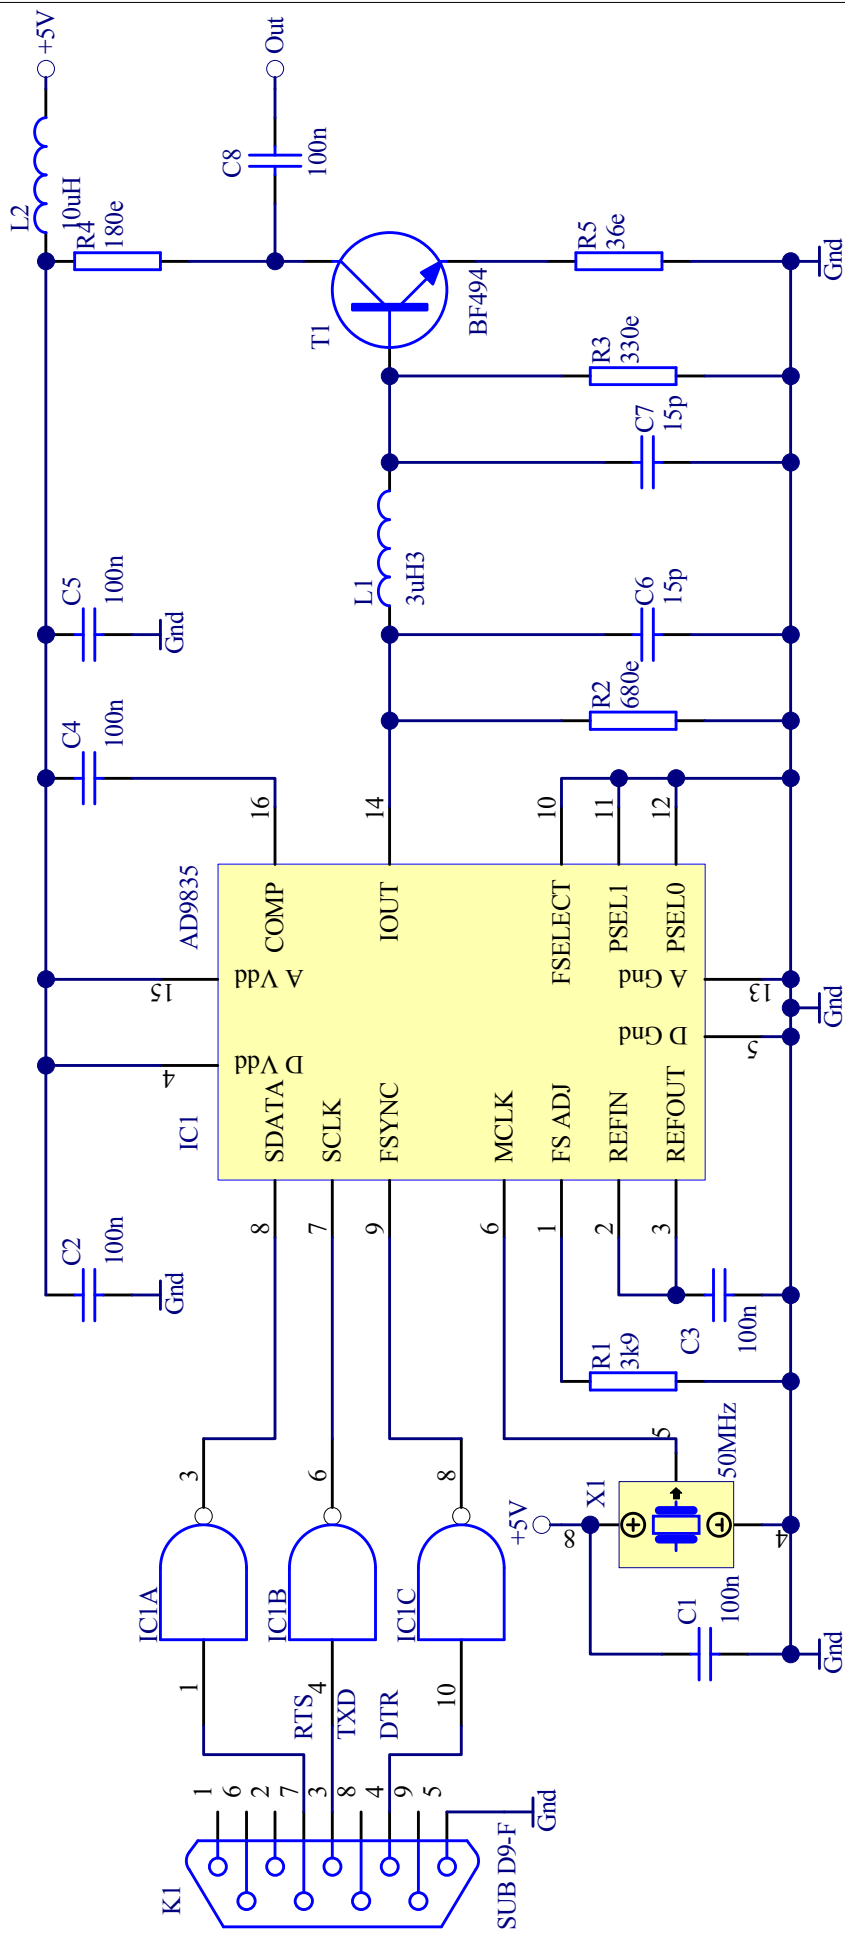 +5V
Out
L2
10uH
R4
180e
C8
100n
T1
BF494
R5
36e
Gnd
R3
330e
C7
15p
L1
3uH3
C6
15p
R2
680e
C5
100n
Gnd
C4
100n
16
14
10
11
12
AD9835
COMP
IOUT
FSELECT
PSEL1
PSEL0
A Vdd
15
D Vdd
4
A Gnd
13
D Gnd
5
Gnd
IC1
SDATA
SCLK
FSYNC
MCLK
FS ADJ
REFIN
REFOUT
8
7
9
6
1
2
3
C2
100n
Gnd
C3
100n
R1
3k9
IC1A
3
1
IC1B
6
4
IC1C
8
10
+5V
8
X1
50MHz
5
4
C1
100n
Gnd
RTS
TXD
DTR
1
6
2
7
3
8
4
9
5
K1
SUB D9-F
Gnd